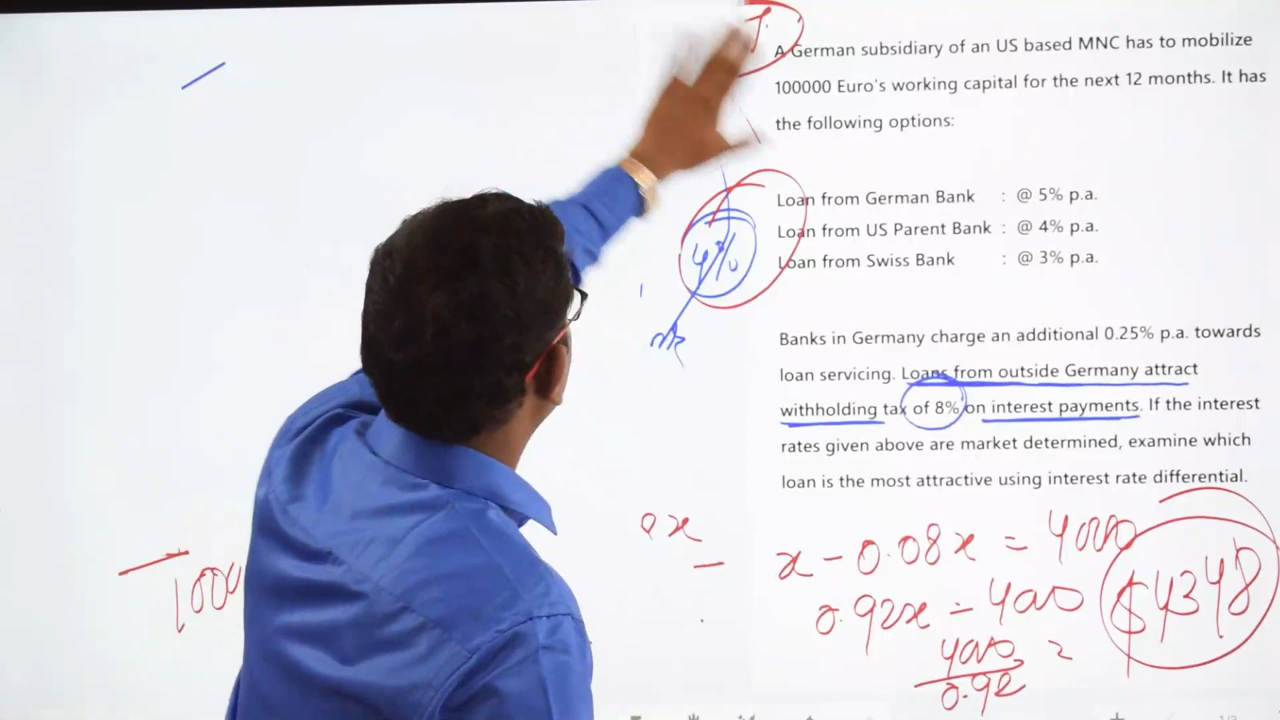 A German subsidiary of an US based MNC has to mobilize
100000 Euro's working capital for the next 12 months. It has
the following options:
Loan from German Bank : @ 5% p.a.
Loan from US Parent Bank : @ 4% p.a.
Loan from Swiss Bank : @ 3% p.a.
4%
Banks in Germany charge an additional 0.25% p.a. towards
loan servicing. Loans from outside Germany attract
withholding tax of 8% on interest payments. If the interest
rates given above are market determined, examine which
loan is the most attractive using interest rate differential.
x - 0.08x = 4000
0.92x = 4000
4000 =
0.92
$4348
1000